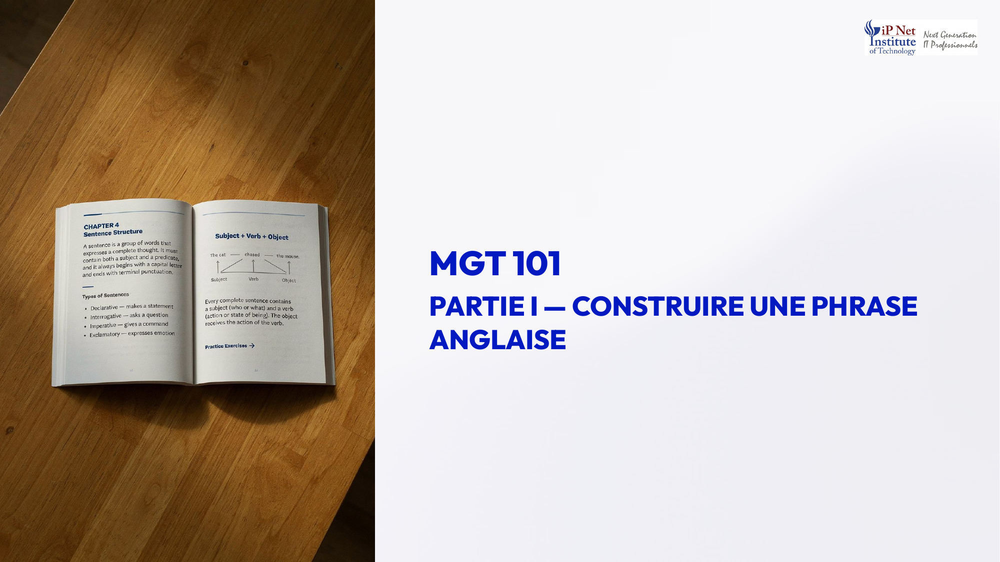 CHAPTER 4
Sentence Structure
A sentence is a group of words that
expresses a complete thought. It must
contain both a subject and a predicate,
and it always begins with a capital letter
and ends with terminal punctuation.
Types of Sentences
• Declarative — makes a statement
• Interrogative — asks a question
• Imperative — gives a command
• Exclamatory — expresses emotion
Subject + Verb + Object
The cat — chased — the mouse.
Subject Verb Object
Every complete sentence contains
a subject (who or what) and a verb
(action or state of being). The object
receives the action of the verb.
Practice Exercises →
iP Net
Institute
of Technology
Next Generation
IT Professionnels
MGT 101
PARTIE I — CONSTRUIRE UNE PHRASE
ANGLAISE